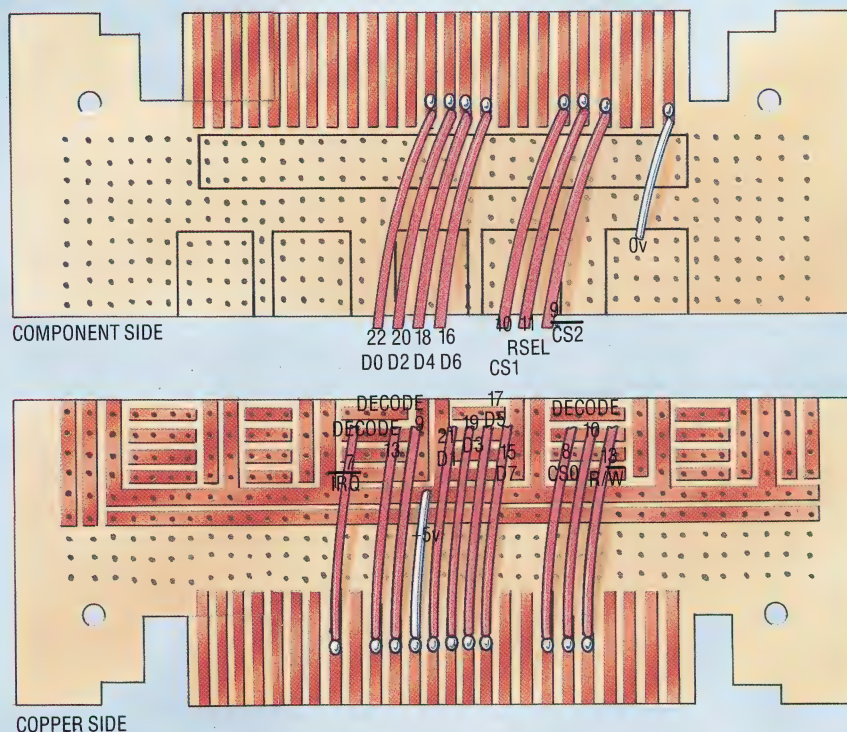 0v
COMPONENT SIDE
22 20 18 16 10 11 9
D0 D2 D4 D6 CS1 RSEL CS2
DECODE 17 DECODE
DECODE 9 21 19 D5 10
7 13 D1 D3 15 8 13
IRQ D7 CS0 R/W
+5v
COPPER SIDE